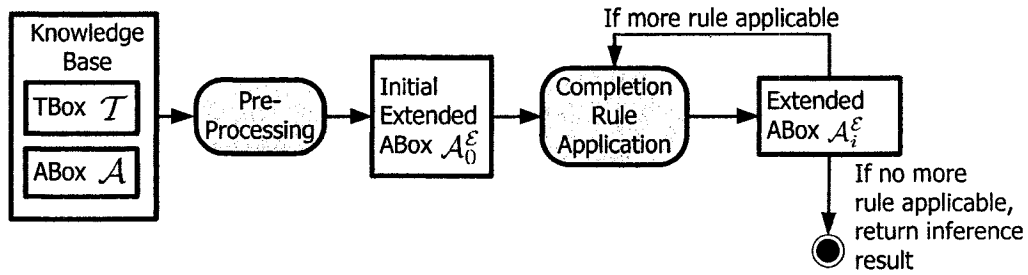 Knowledge
Base
TBox 𝒯
ABox 𝒜
Pre-
Processing
Initial
Extended
ABox 𝒜₀^ℰ
If more rule applicable
Completion
Rule
Application
Extended
ABox 𝒜ᵢ^ℰ
If no more
rule applicable,
return inference
result